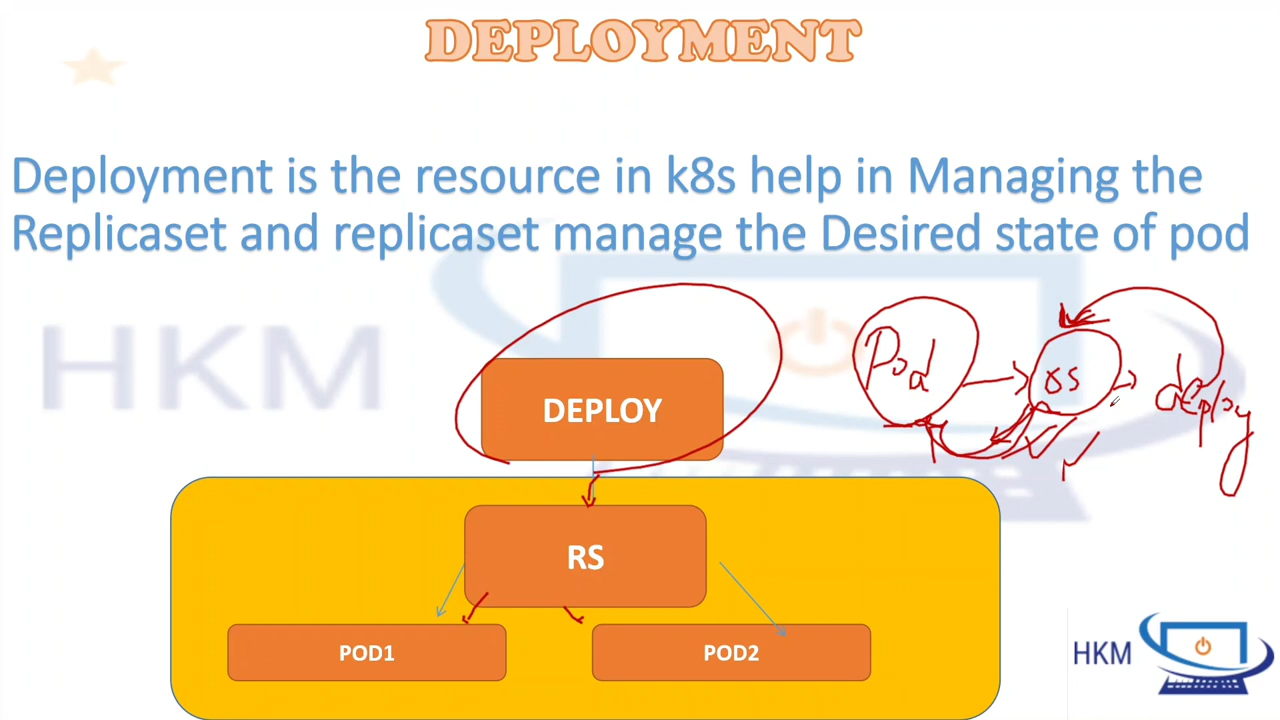 DEPLOYMENT
Deployment is the resource in k8s help in Managing the
Replicaset and replicaset manage the Desired state of pod
HKM
DEPLOY
Pod
rs
deploy
RS
POD1
POD2
HKM